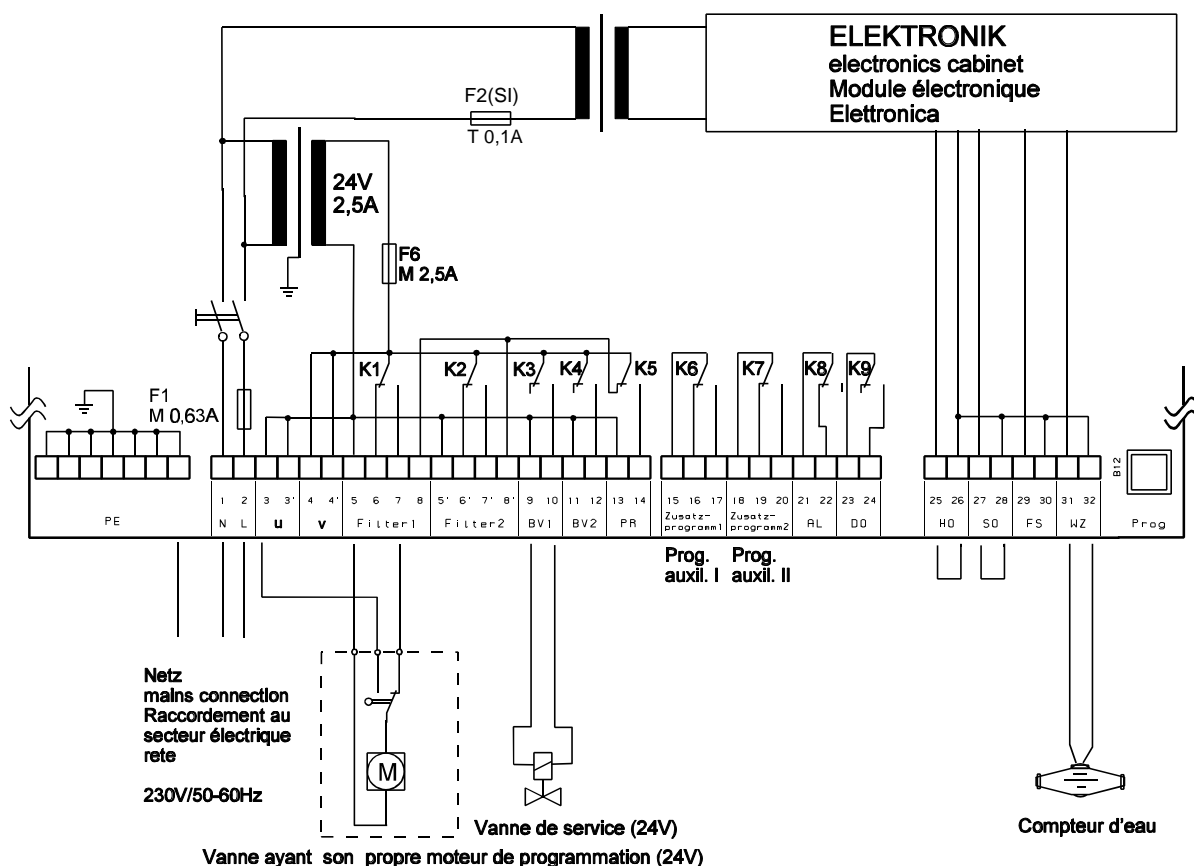 ELEKTRONIK
electronics cabinet
Module électronique
Elettronica
F2(SI)
T 0,1A
24V
2,5A
F6
M 2,5A
K1
K2
K3
K4
K5
K6
K7
K8
K9
F1
M 0,63A
B12
1 2 3 3' 4 4' 5 6 7 8 5' 6' 7' 8' 9 10 11 12 13 14 15 16 17 18 19 20 21 22 23 24 25 26 27 28 29 30 31 32
PE N L u v Filter1 Filter2 BV1 BV2 PR Zusatz- Zusatz- AL DO HO SO FS WZ Prog
programm1 programm2
Prog. Prog.
auxil. I auxil. II
Netz
mains connection
Raccordement au
secteur électrique
rete
230V/50-60Hz
M
Vanne de service (24V)
Compteur d'eau
Vanne ayant son propre moteur de programmation (24V)